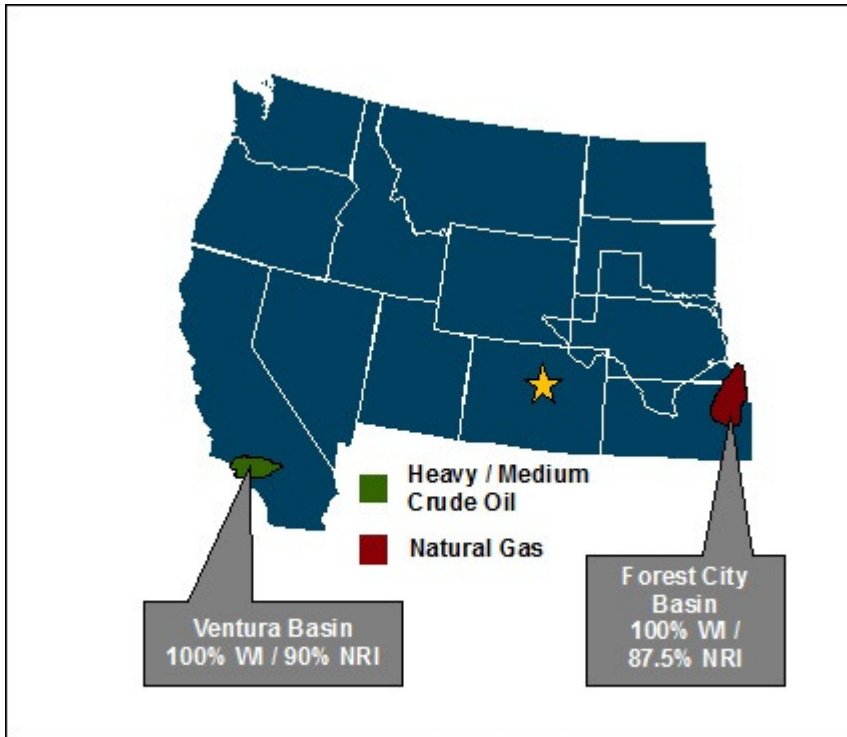 Heavy / Medium
Crude Oil
Natural Gas
Ventura Basin
100% WI / 90% NRI
Forest City
Basin
100% WI /
87.5% NRI